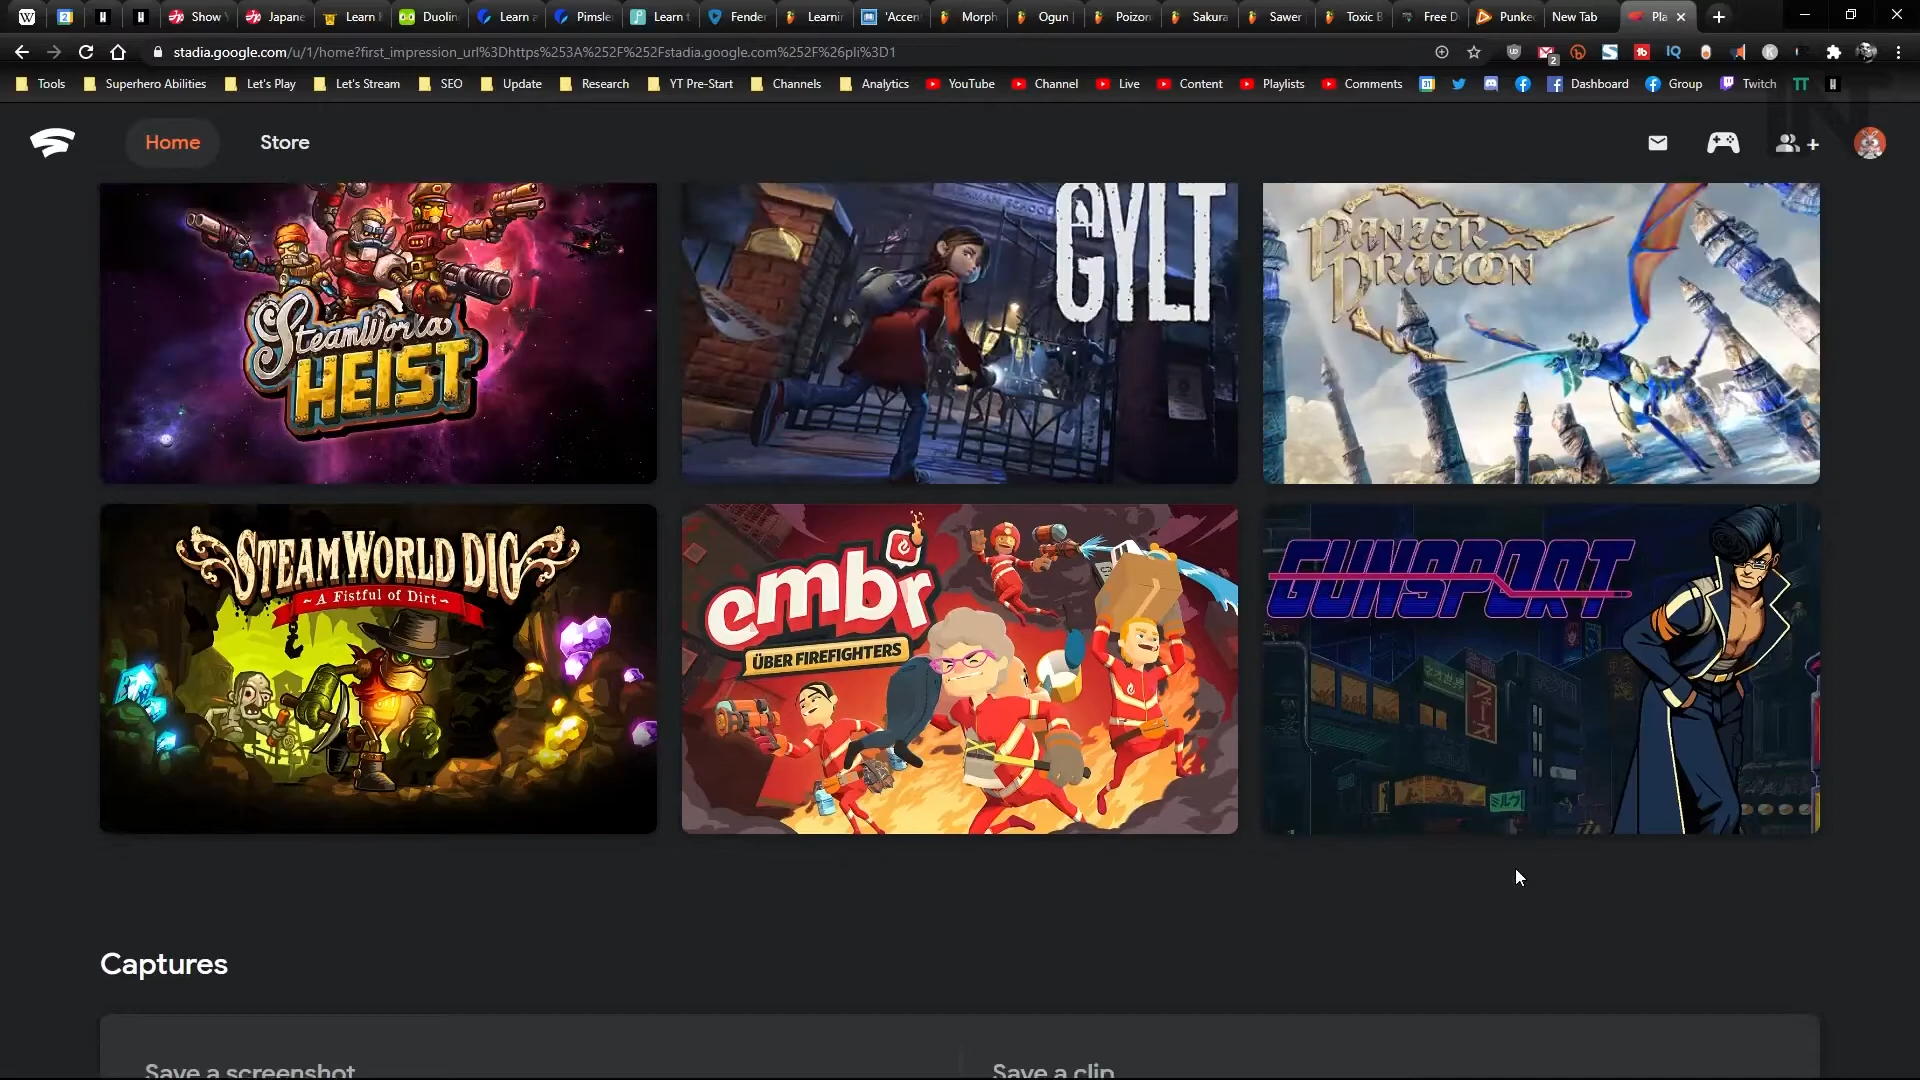 Show
Japane
Learn
Duolin
Learn a
Pimsle
Learn t
Fender
Learnin
'Accen
Morph
Ogun
Poizon
Sakura
Sawer
Toxic B
Free D
Punke
New Tab
Pla
stadia.google.com/u/1/home?first_impression_url%3Dhttps%253A%252F%252Fstadia.google.com%252F%26pli%3D1
Tools
Superhero Abilities
Let's Play
Let's Stream
SEO
Update
Research
YT Pre-Start
Channels
Analytics
YouTube
Channel
Live
Content
Playlists
Comments
Dashboard
Group
Twitch
Home
Store
SteamWorld
HEIST
GYLT
PANZER
DRAGOON
STEAMWORLD DIG
~ A Fistful of Dirt ~
embr
ÜBER FIREFIGHTERS
GUNSPORT
Captures
Save a screenshot
Save a clip